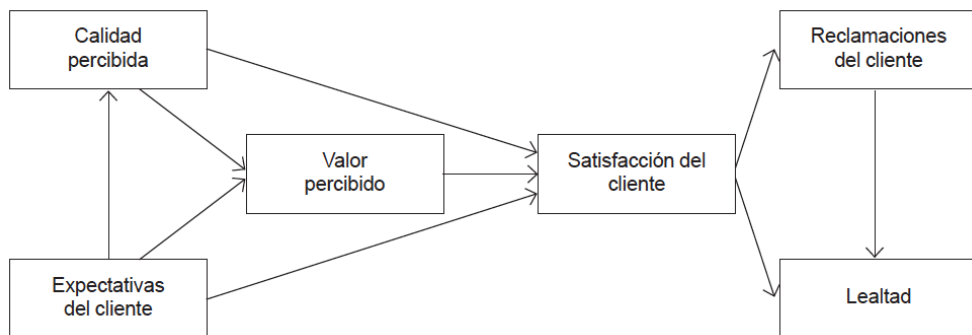 Calidad
percibida
Reclamaciones
del cliente
Valor
percibido
Satisfacción del
cliente
Expectativas
del cliente
Lealtad